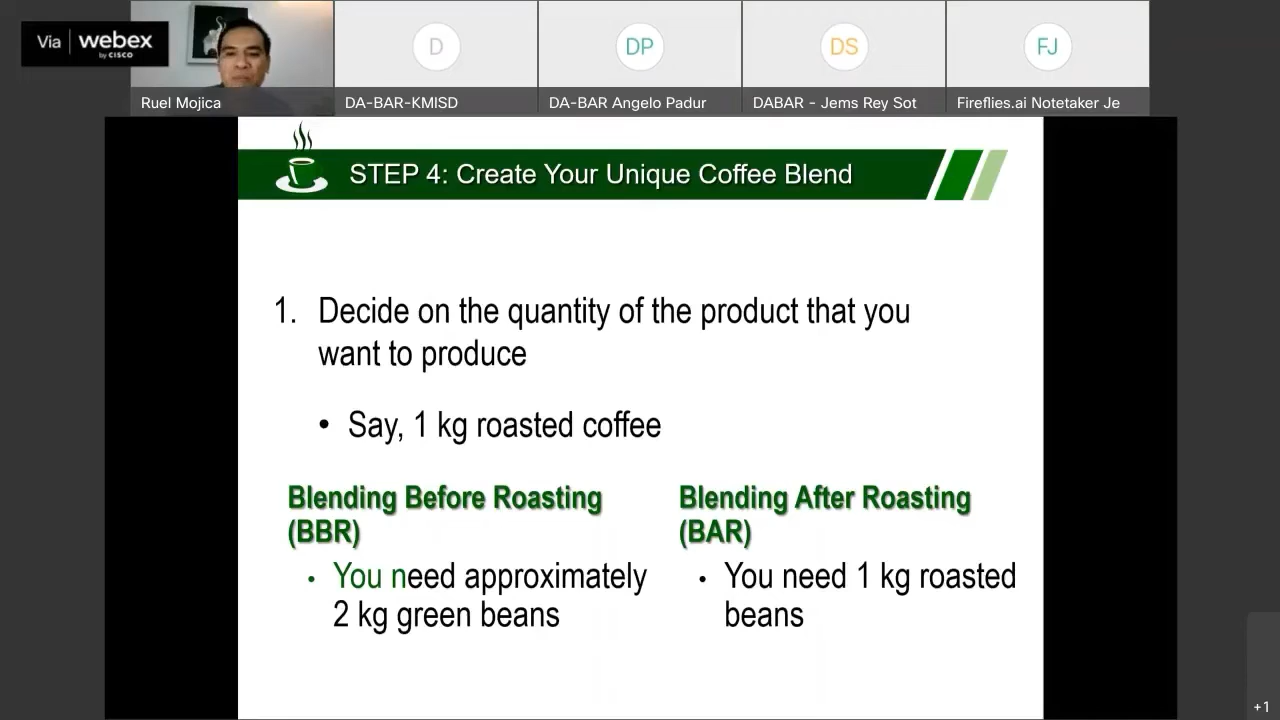 Via webex
by CISCO
D
DP
DS
FJ
Ruel Mojica
DA-BAR-KMISD
DA-BAR Angelo Padur
DABAR - Jems Rey Sot
Fireflies.ai Notetaker Je
STEP 4: Create Your Unique Coffee Blend
1. Decide on the quantity of the product that you
want to produce
• Say, 1 kg roasted coffee
Blending Before Roasting
(BBR)
• You need approximately
2 kg green beans
Blending After Roasting
(BAR)
• You need 1 kg roasted
beans
+1